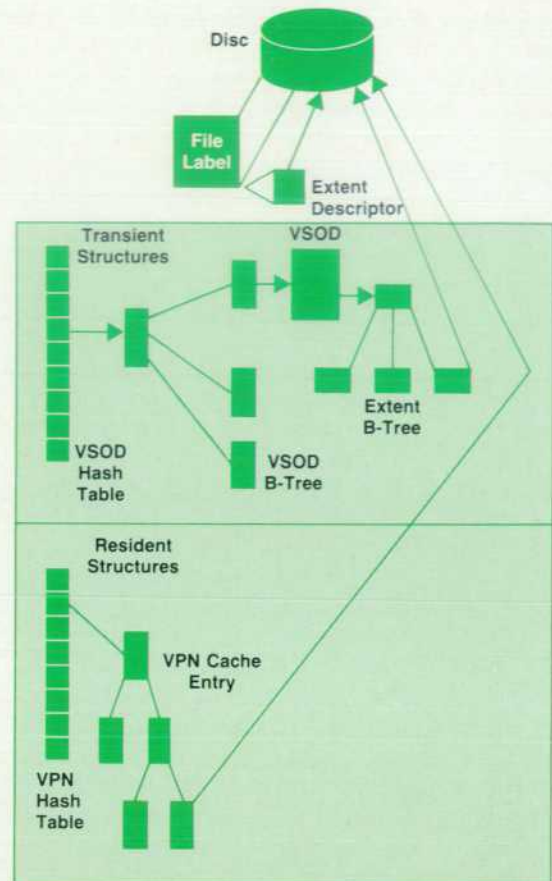 Disc
File
Label
Extent
Descriptor
Transient
Structures
VSOD
VSOD
Hash
Table
VSOD
B-Tree
Extent
B-Tree
Resident
Structures
VPN Cache
Entry
VPN
Hash
Table